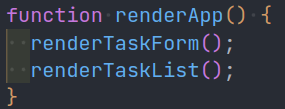 function renderApp() {
  renderTaskForm();
  renderTaskList();
}